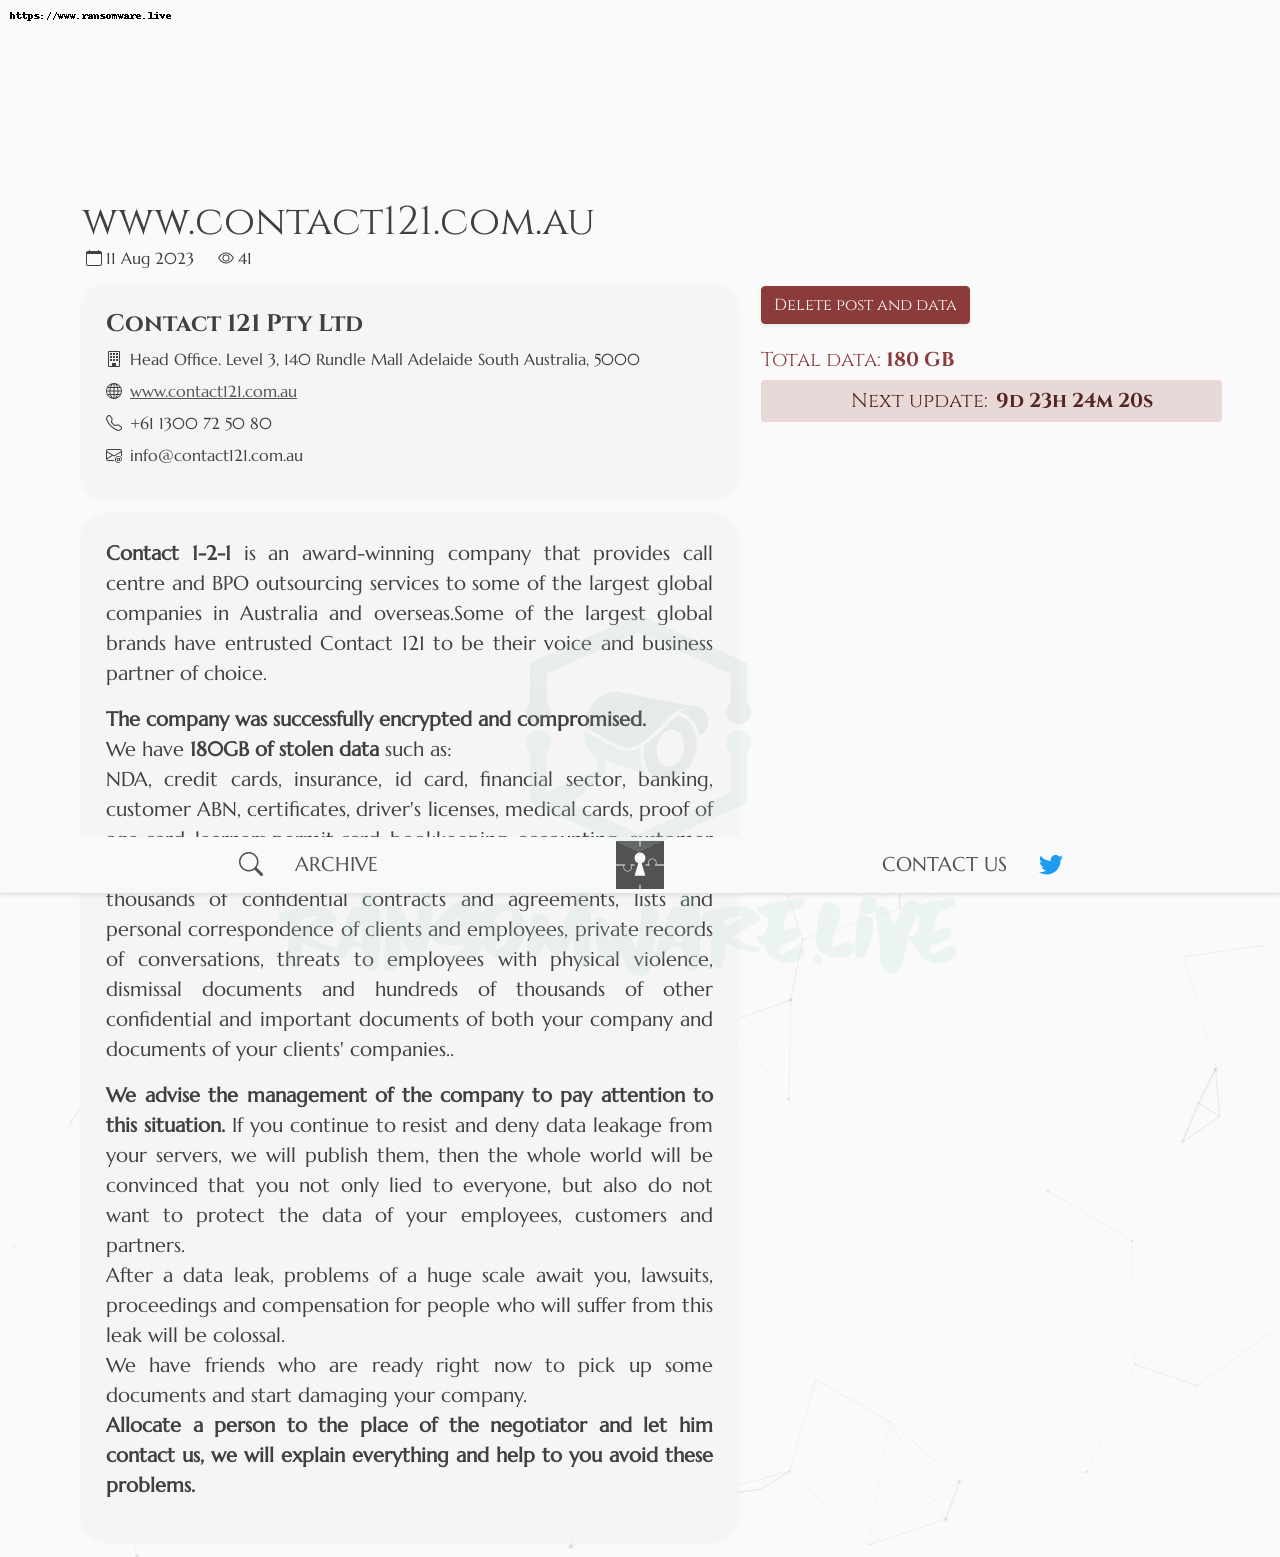 https://www.ransomware.live
www.contact121.com.au
11 Aug 2023 41
Contact 121 Pty Ltd
Head Office. Level 3, 140 Rundle Mall Adelaide South Australia, 5000
www.contact121.com.au
+61 1300 72 50 80
info@contact121.com.au
Delete post and data
Total data: 180 GB
Next update: 9d 23h 24m 20s
Contact 1-2-1 is an award-winning company that provides call
centre and BPO outsourcing services to some of the largest global
companies in Australia and overseas.Some of the largest global
brands have entrusted Contact 121 to be their voice and business
partner of choice.
The company was successfully encrypted and compromised.
We have 180GB of stolen data such as:
NDA, credit cards, insurance, id card, financial sector, banking,
customer ABN, certificates, driver's licenses, medical cards, proof of
age card, learners permit card, bookkeeping, accounting, customer
ARCHIVE
CONTACT US
thousands of confidential contracts and agreements, lists and
RANSOMWARE.LIVE
personal correspondence of clients and employees, private records
of conversations, threats to employees with physical violence,
dismissal documents and hundreds of thousands of other
confidential and important documents of both your company and
documents of your clients' companies..
We advise the management of the company to pay attention to
this situation. If you continue to resist and deny data leakage from
your servers, we will publish them, then the whole world will be
convinced that you not only lied to everyone, but also do not
want to protect the data of your employees, customers and
partners.
After a data leak, problems of a huge scale await you, lawsuits,
proceedings and compensation for people who will suffer from this
leak will be colossal.
We have friends who are ready right now to pick up some
documents and start damaging your company.
Allocate a person to the place of the negotiator and let him
contact us, we will explain everything and help to you avoid these
problems.